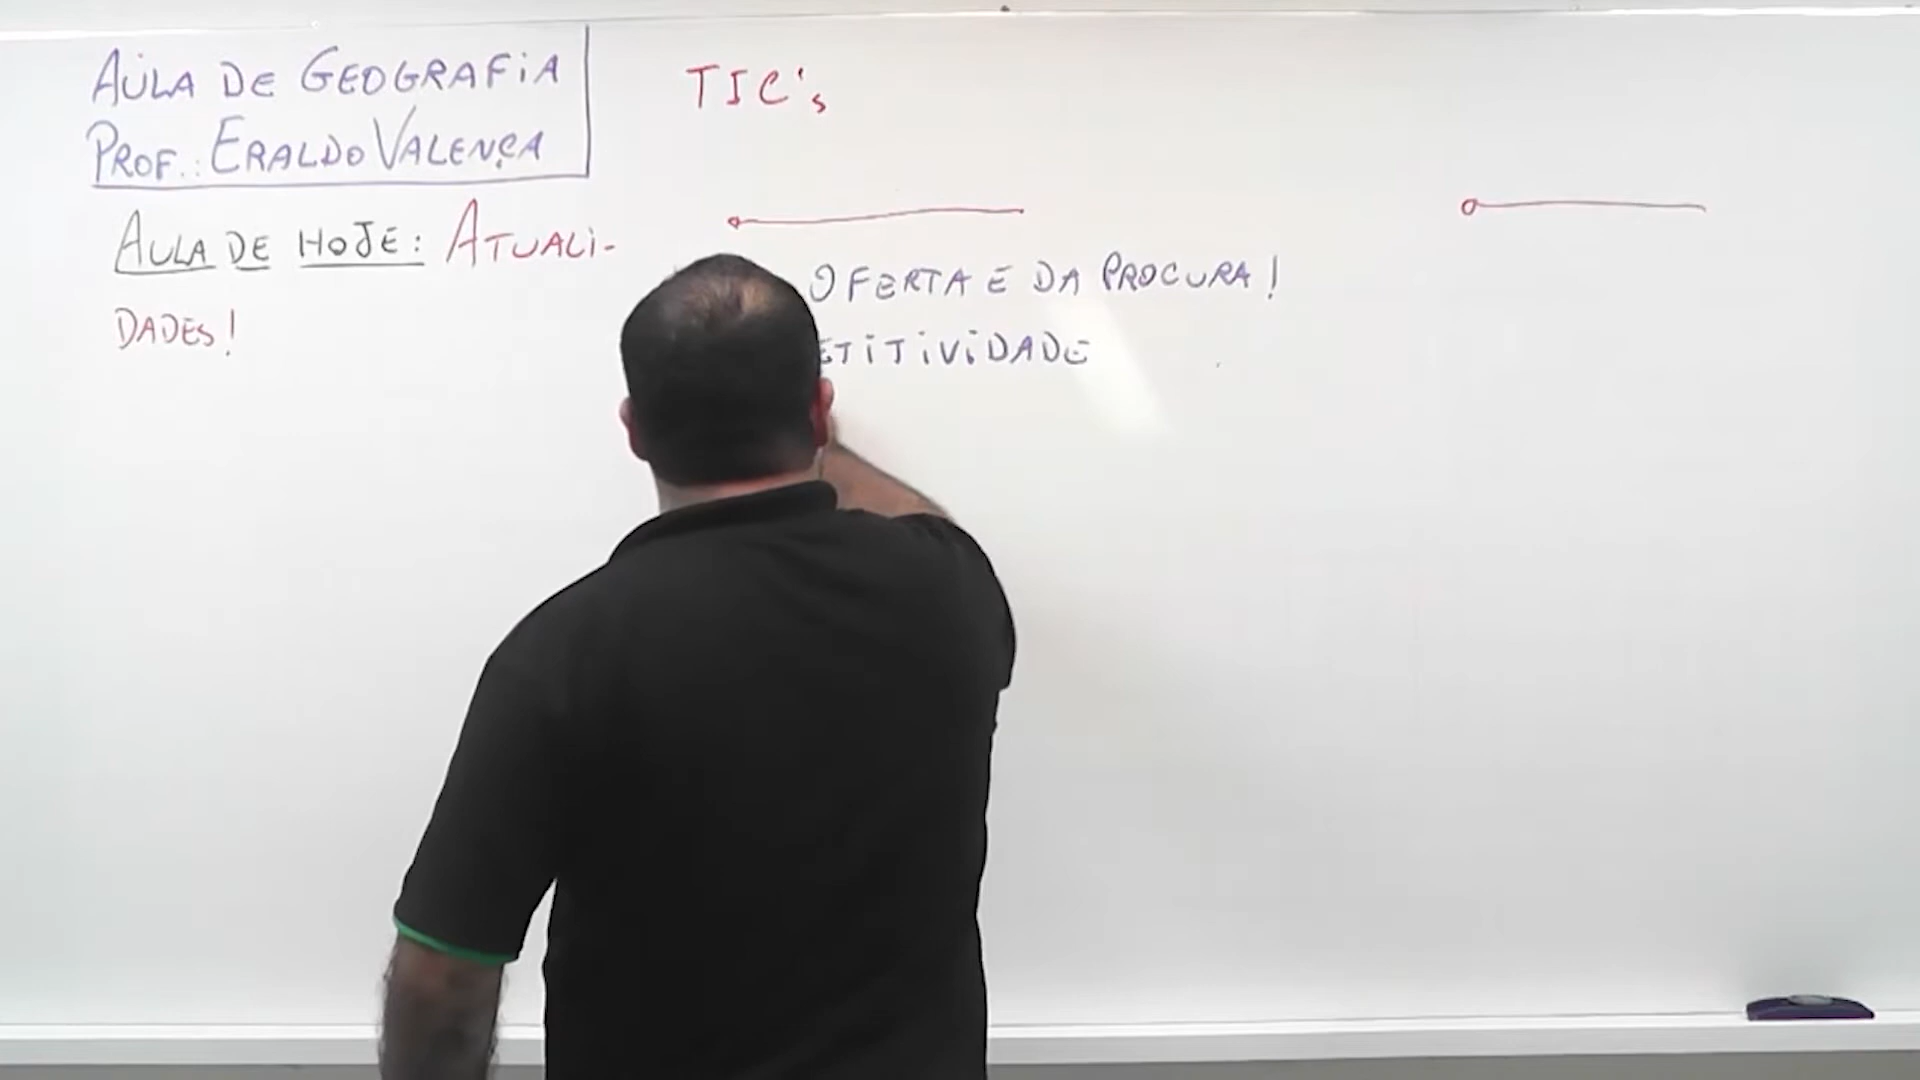 AULA DE GEOGRAFIA
PROF.: ERALDO VALENÇA
AULA DE HOJE: ATUALI-
DADES!
TIC's
OFERTA E DA PROCURA!
ETITIVIDADE